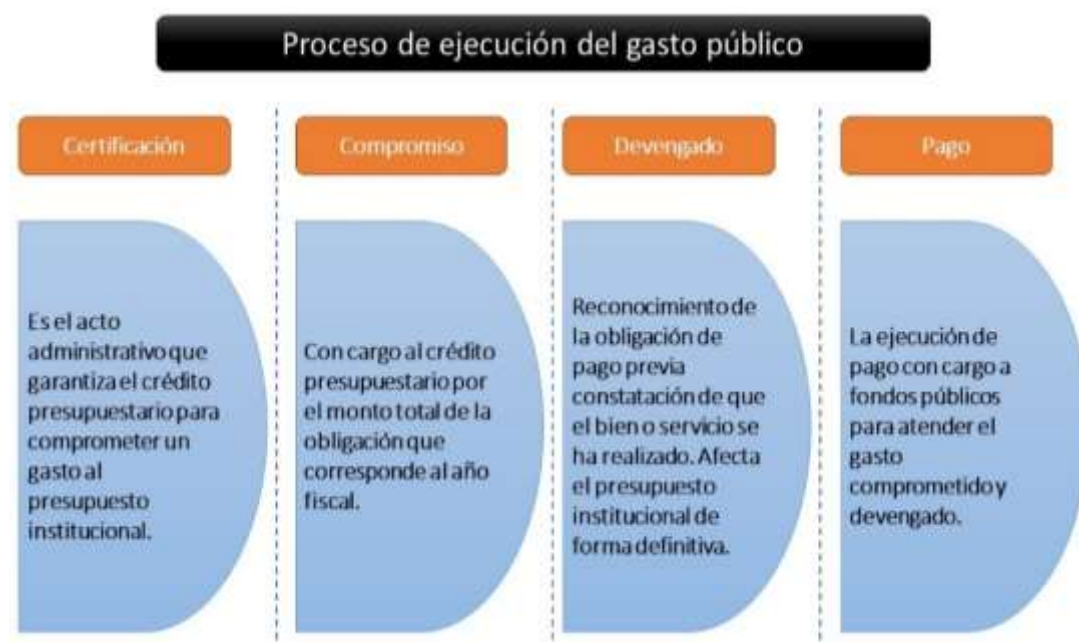 Proceso de ejecución del gasto público
Certificación
Es el acto
administrativo que
garantiza el crédito
presupuestario para
comprometer un
gasto al
presupuesto
institucional.
Compromiso
Con cargo al crédito
presupuestario por
el monto total de la
obligación que
corresponde al año
fiscal.
Devengado
Reconocimiento de
la obligación de
pago previa
constatación de que
el bien o servicio se
ha realizado. Afecta
el presupuesto
institucional de
forma definitiva.
Pago
La ejecución de
pago con cargo a
fondos públicos
para atender el
gasto
comprometido y
devengado.